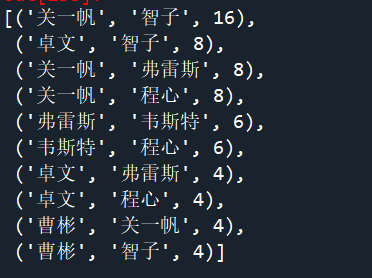 [('关一帆', '智子', 16),
('卓文', '智子', 8),
('关一帆', '弗雷斯', 8),
('关一帆', '程心', 8),
('弗雷斯', '韦斯特', 6),
('韦斯特', '程心', 6),
('卓文', '弗雷斯', 4),
('卓文', '程心', 4),
('曹彬', '关一帆', 4),
('曹彬', '智子', 4)]